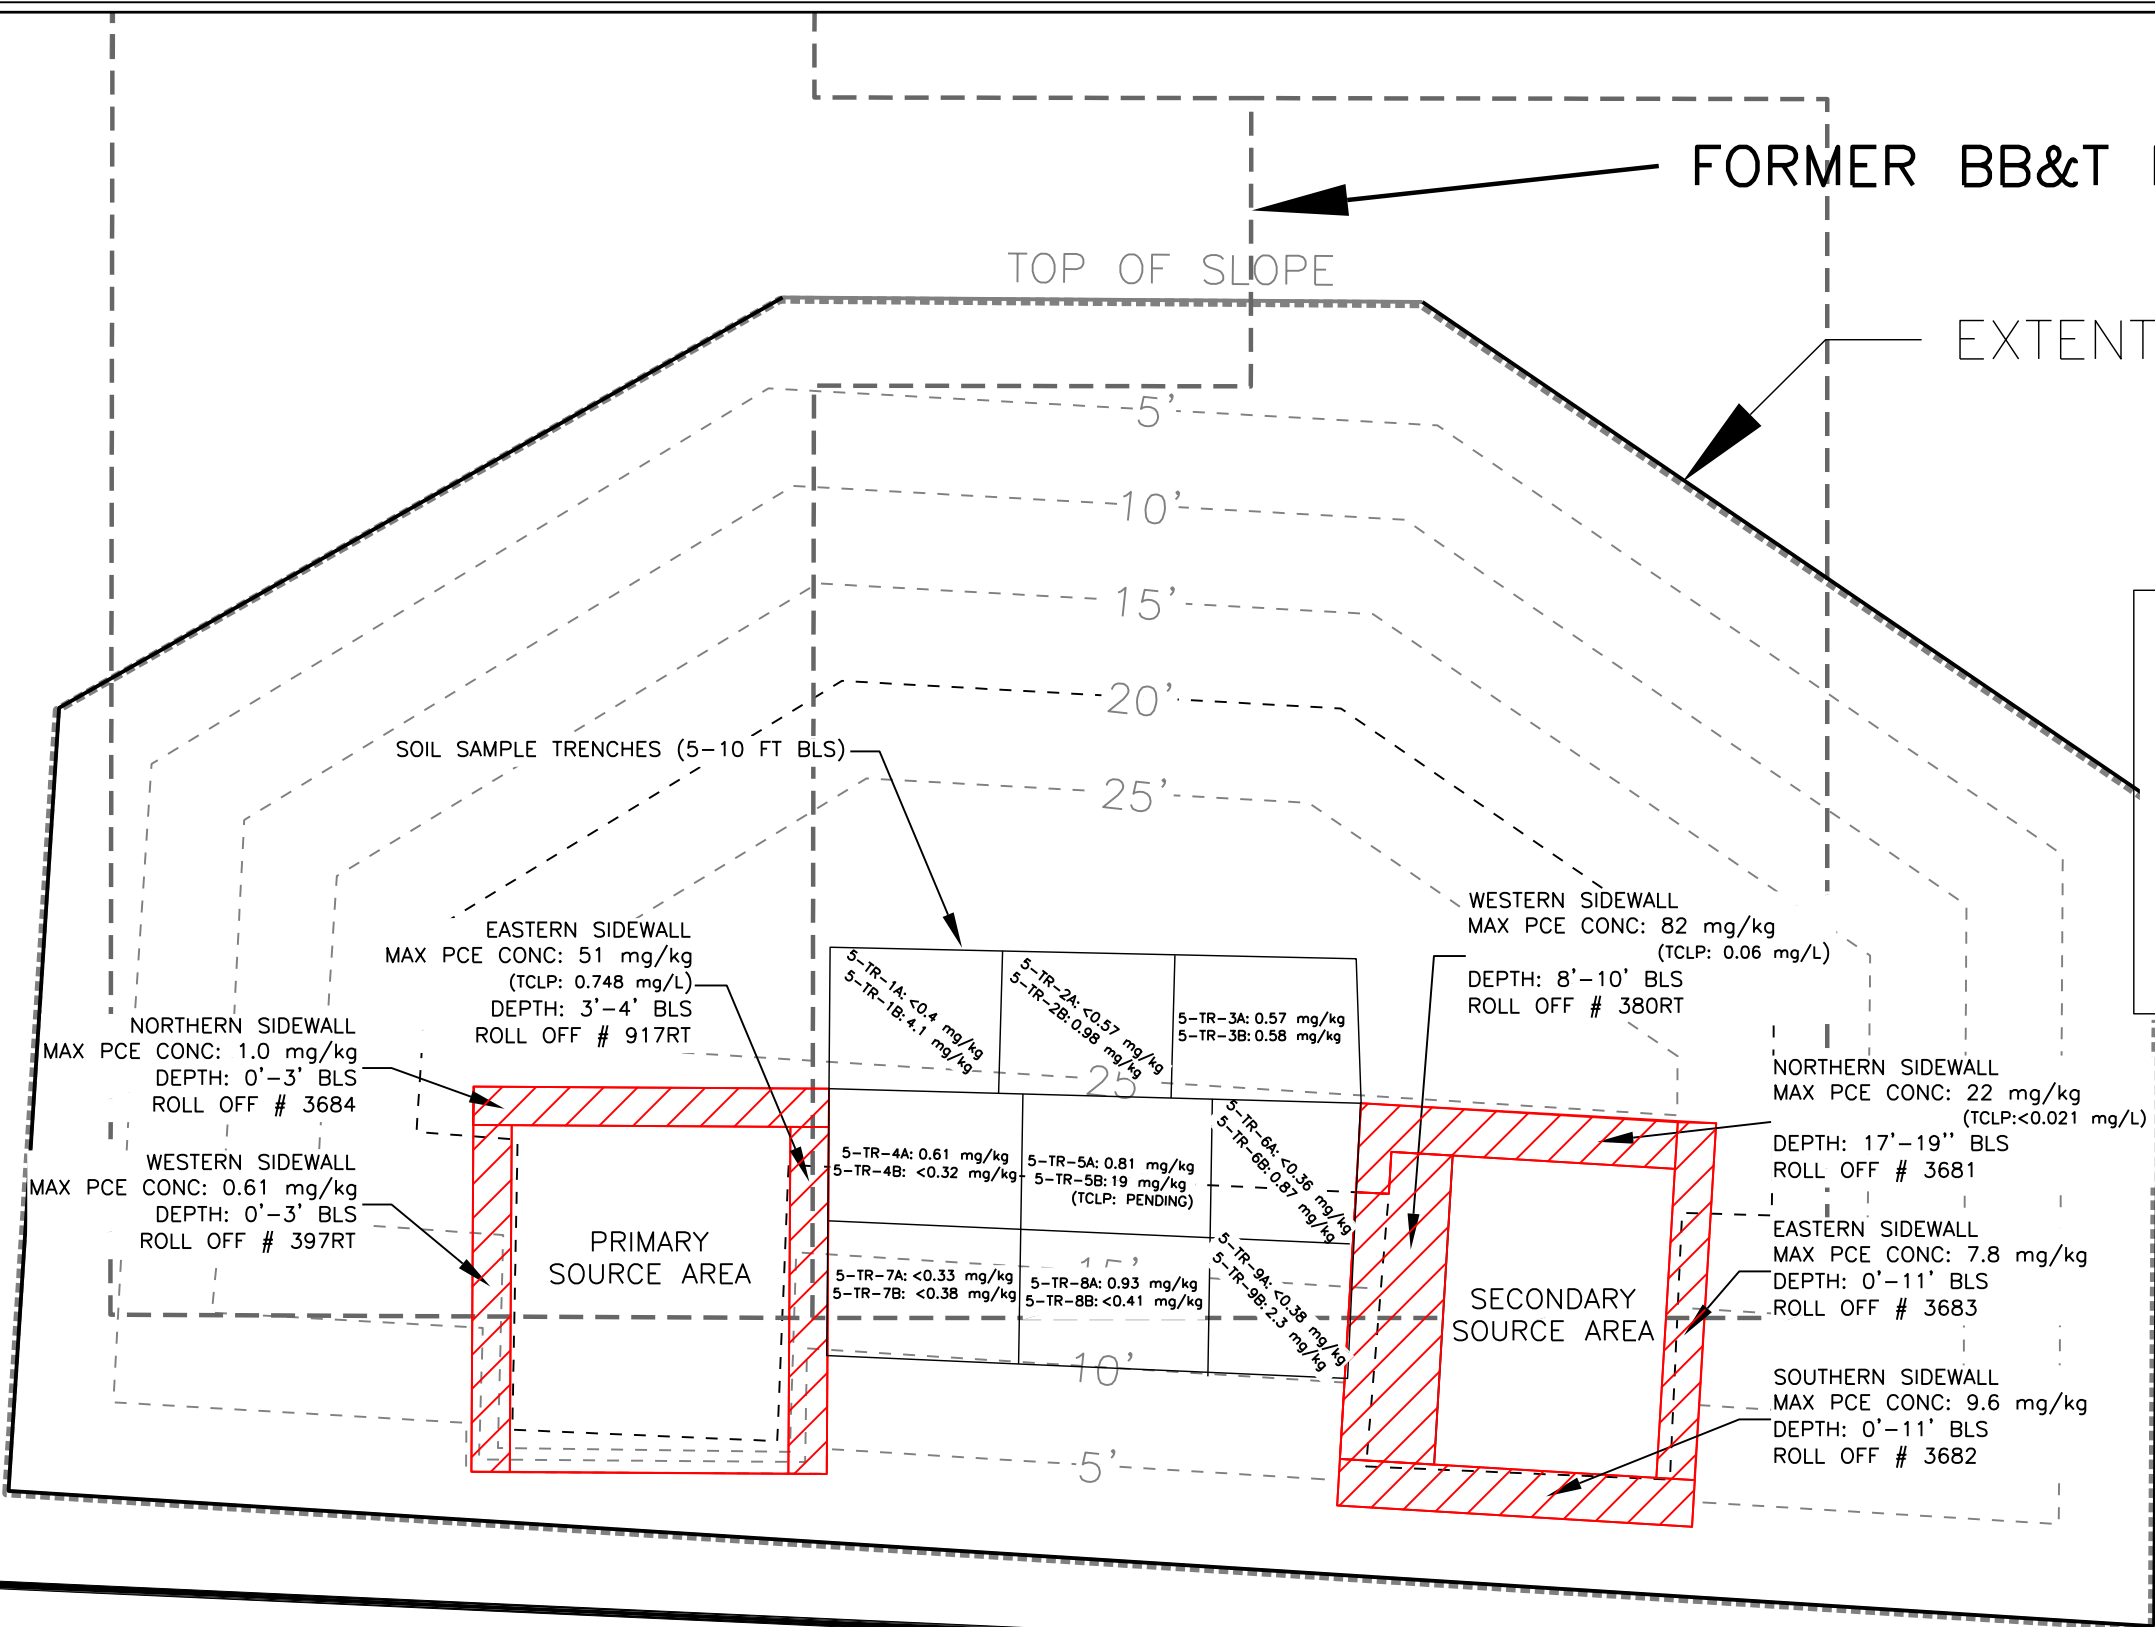 FORMER BB&T
TOP OF SLOPE
EXTENT
5'
10'
15'
20'
25'
SOIL SAMPLE TRENCHES (5-10 FT BLS)
EASTERN SIDEWALL
MAX PCE CONC: 51 mg/kg
(TCLP: 0.748 mg/L)
DEPTH: 3'-4' BLS
ROLL OFF # 917RT
NORTHERN SIDEWALL
MAX PCE CONC: 1.0 mg/kg
DEPTH: 0'-3' BLS
ROLL OFF # 3684
WESTERN SIDEWALL
MAX PCE CONC: 0.61 mg/kg
DEPTH: 0'-3' BLS
ROLL OFF # 397RT
PRIMARY
SOURCE AREA
5-TR-1A: <0.4 mg/kg
5-TR-1B: 4.1 mg/kg
5-TR-2A: <0.57 mg/kg
5-TR-2B: 0.98 mg/kg
5-TR-3A: 0.57 mg/kg
5-TR-3B: 0.58 mg/kg
25
5-TR-4A: 0.61 mg/kg
5-TR-4B: <0.32 mg/kg
5-TR-5A: 0.81 mg/kg
5-TR-5B: 19 mg/kg
(TCLP: PENDING)
5-TR-6A: <0.36 mg/kg
5-TR-6B: 0.87 mg/kg
15'
5-TR-7A: <0.33 mg/kg
5-TR-7B: <0.38 mg/kg
5-TR-8A: 0.93 mg/kg
5-TR-8B: <0.41 mg/kg
5-TR-9A: <0.38 mg/kg
5-TR-9B: 2.3 mg/kg
10'
5'
WESTERN SIDEWALL
MAX PCE CONC: 82 mg/kg
(TCLP: 0.06 mg/L)
DEPTH: 8'-10' BLS
ROLL OFF # 380RT
NORTHERN SIDEWALL
MAX PCE CONC: 22 mg/kg
(TCLP:<0.021 mg/L)
DEPTH: 17'-19'' BLS
ROLL OFF # 3681
EASTERN SIDEWALL
MAX PCE CONC: 7.8 mg/kg
DEPTH: 0'-11' BLS
ROLL OFF # 3683
SECONDARY
SOURCE AREA
SOUTHERN SIDEWALL
MAX PCE CONC: 9.6 mg/kg
DEPTH: 0'-11' BLS
ROLL OFF # 3682